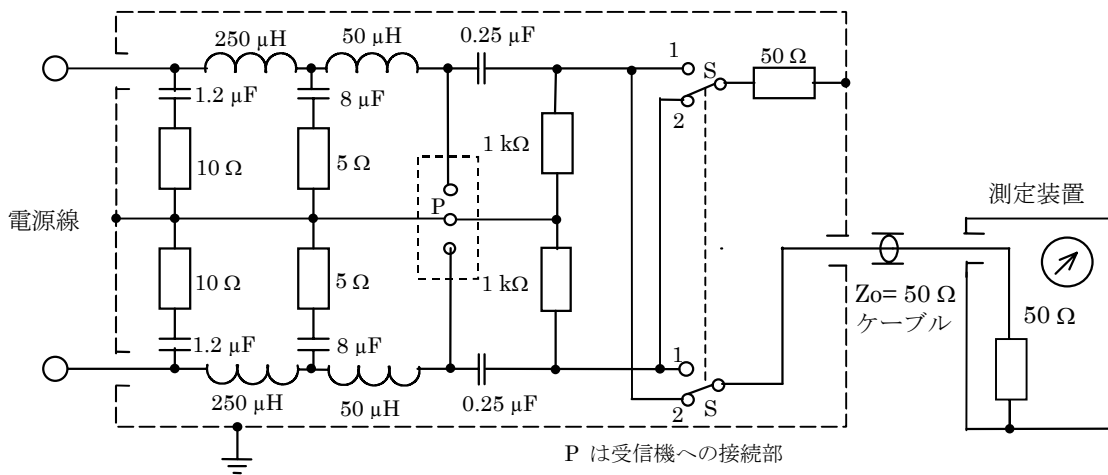 250 µH
50 µH
0.25 µF
1
S
50 Ω
2
1.2 µF
8 µF
10 Ω
5 Ω
1 kΩ
P
電源線
測定装置
10 Ω
5 Ω
1 kΩ
Zo= 50 Ω
ケーブル
50 Ω
1.2 µF
8 µF
1
250 µH
50 µH
0.25 µF
2
S
P は受信機への接続部